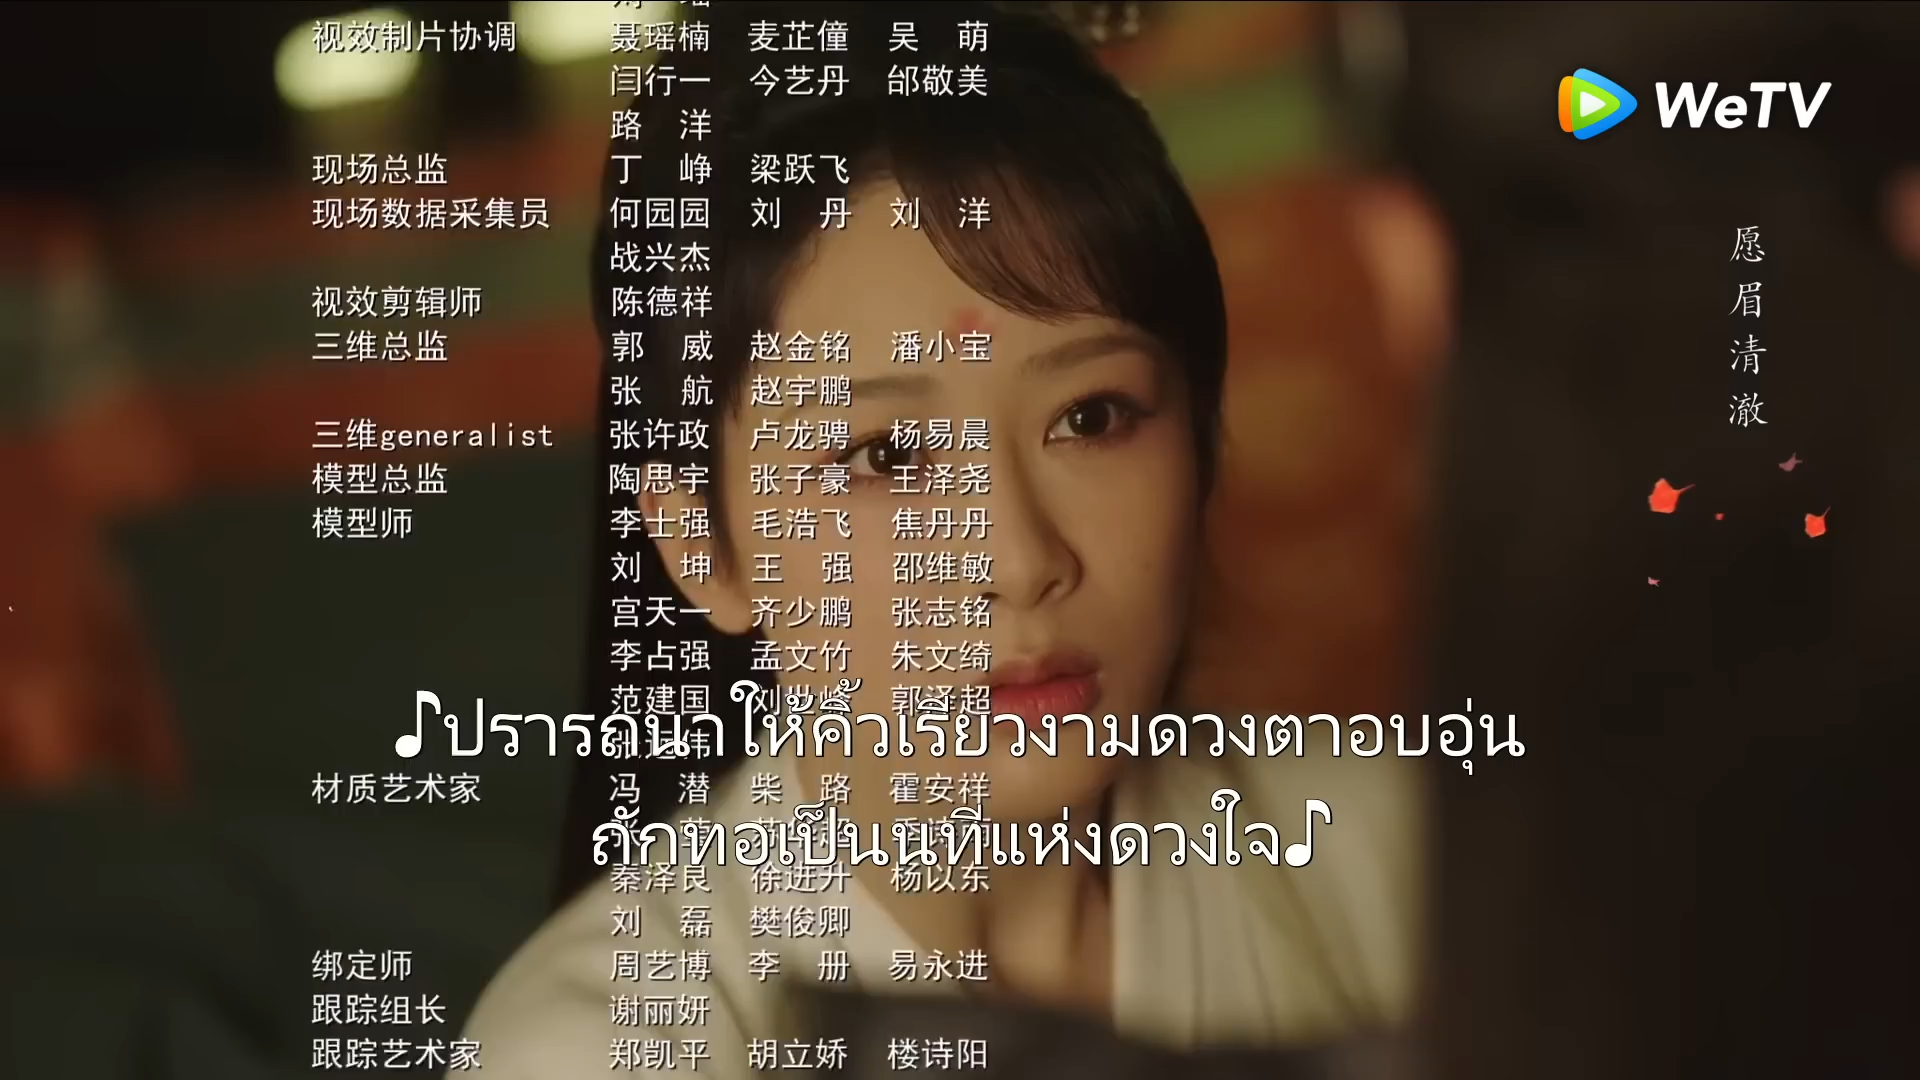 视效制片协调 聂瑶楠 麦芷僮 吴 萌
闫行一 今艺丹 邰敬美
路 洋
现场总监 丁 峥 梁跃飞
现场数据采集员 何园园 刘 丹 刘 洋
战兴杰
视效剪辑师 陈德祥
三维总监 郭 威 赵金铭 潘小宝
张 航 赵宇鹏
三维generalist 张许政 卢龙骋 杨易晨
模型总监 陶思宇 张子豪 王泽尧
模型师 李士强 毛浩飞 焦丹丹
刘 坤 王 强 邵维敏
宫天一 齐少鹏 张志铭
李占强 孟文竹 朱文绮
范建国 郭泽超
材质艺术家 冯 潜 柴 路 霍安祥
秦泽良 徐进升 杨以东
刘 磊 樊俊卿
绑定师 周艺博 李 册 易永进
跟踪组长 谢丽妍
跟踪艺术家 郑凯平 胡立娇 楼诗阳
WeTV
愿眉清澈
♪ปรารถนาให้คิ้วเรียวงามดวงตาอบอุ่น
ถักทอเป็นนทีแห่งดวงใจ♪